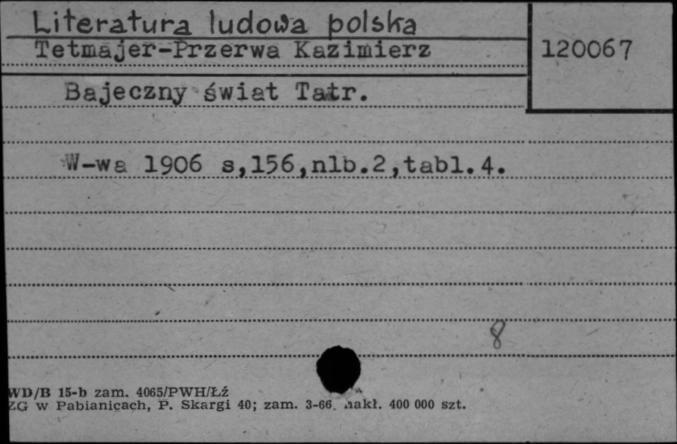 Literatura ludowa polska
Tetmajer-Przerwa Kazimierz
120067
Bajeczny świat Tatr.
W-wa 1906 s,156,nlb.2,tabl.4.
8
WD/B 15-b zam. 4065/PWH/Łź
ZG w Pabianicach, P. Skargi 40; zam. 3-66. nakł. 400 000 szt.